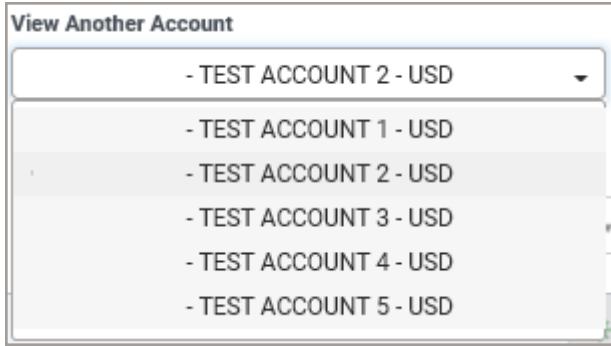 View Another Account
- TEST ACCOUNT 2 - USD
- TEST ACCOUNT 1 - USD
- TEST ACCOUNT 2 - USD
- TEST ACCOUNT 3 - USD
- TEST ACCOUNT 4 - USD
- TEST ACCOUNT 5 - USD